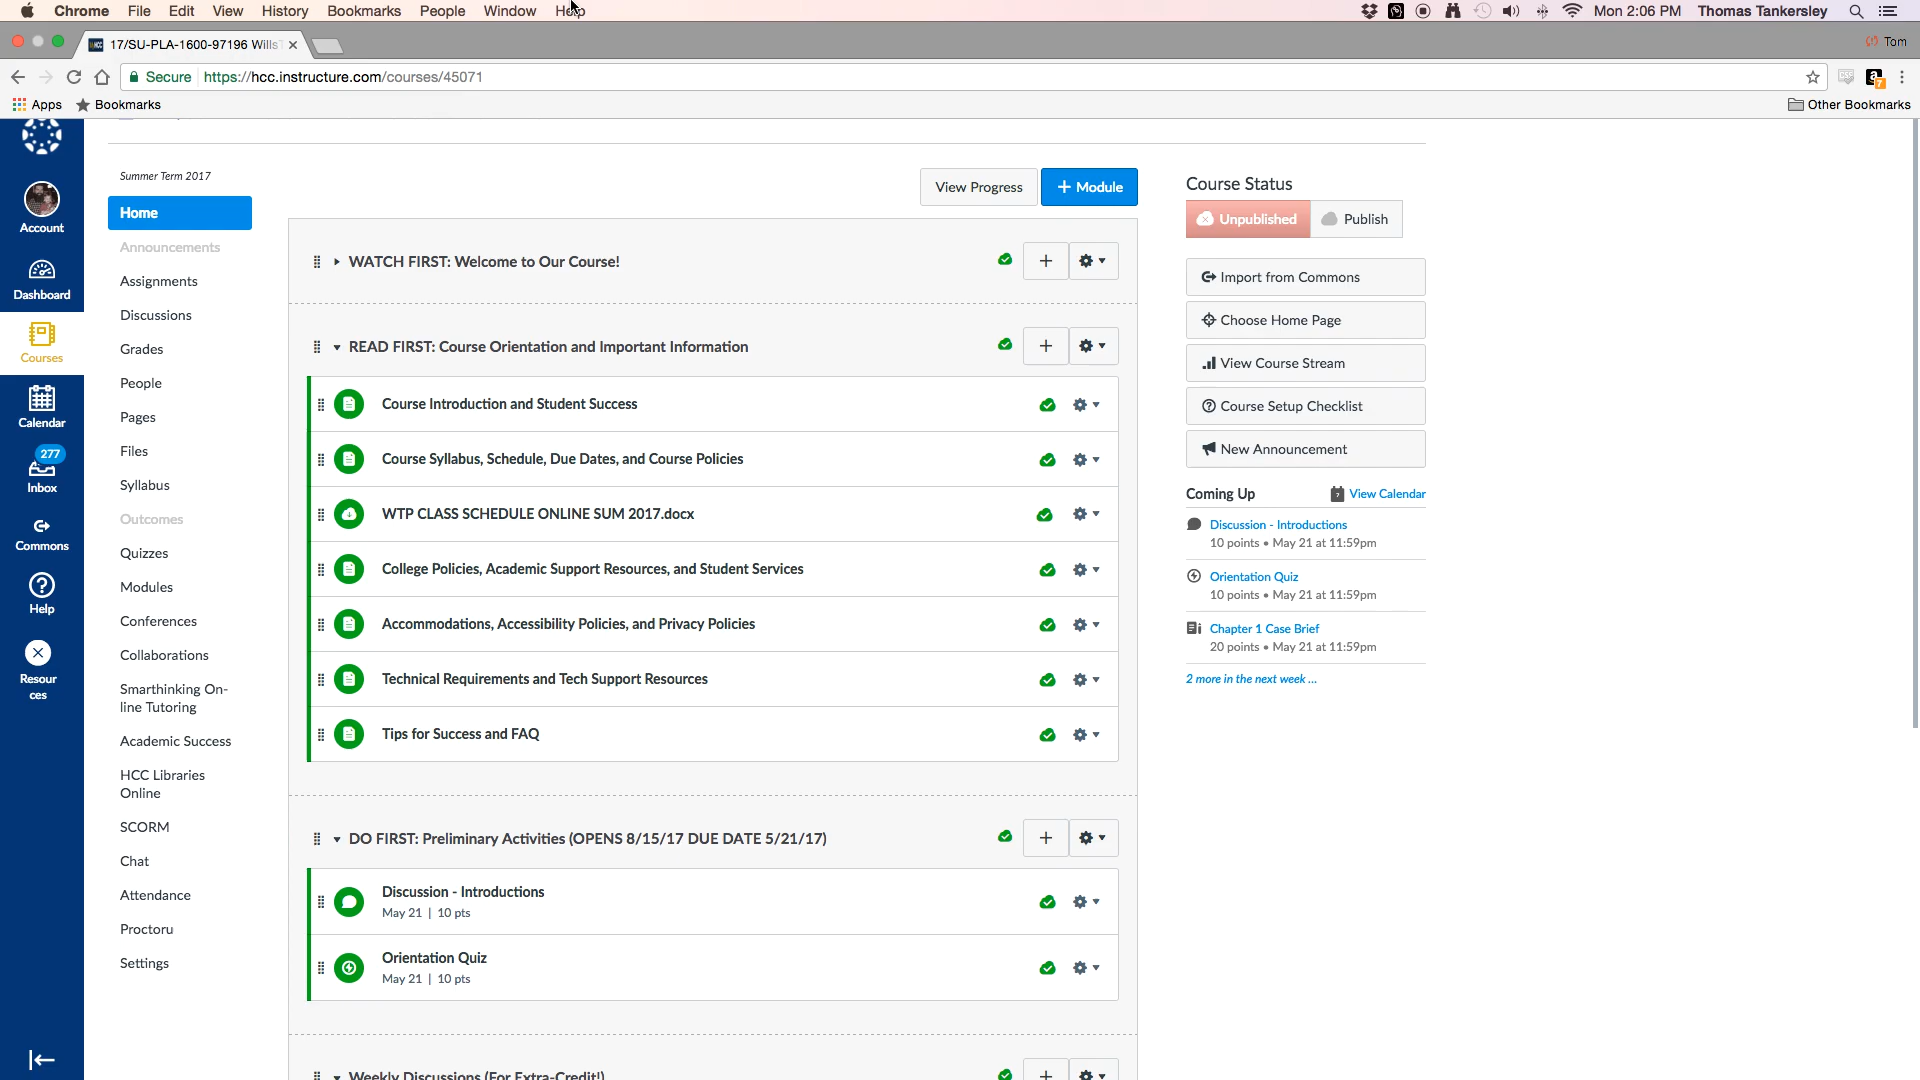 Chrome File Edit View History Bookmarks People Window Help
Mon 2:06 PM Thomas Tankersley
17/SU-PLA-1600-97196 Wills
Tom
Secure https://hcc.instructure.com/courses/45071
Apps Bookmarks
Other Bookmarks
Account
Dashboard
Courses
Calendar
277
Inbox
Commons
Help
Resour
ces
Summer Term 2017
Home
Announcements
Assignments
Discussions
Grades
People
Pages
Files
Syllabus
Outcomes
Quizzes
Modules
Conferences
Collaborations
Smarthinking On-
line Tutoring
Academic Success
HCC Libraries
Online
SCORM
Chat
Attendance
Proctoru
Settings
View Progress
+ Module
WATCH FIRST: Welcome to Our Course!
READ FIRST: Course Orientation and Important Information
Course Introduction and Student Success
Course Syllabus, Schedule, Due Dates, and Course Policies
WTP CLASS SCHEDULE ONLINE SUM 2017.docx
College Policies, Academic Support Resources, and Student Services
Accommodations, Accessibility Policies, and Privacy Policies
Technical Requirements and Tech Support Resources
Tips for Success and FAQ
DO FIRST: Preliminary Activities (OPENS 8/15/17 DUE DATE 5/21/17)
Discussion - Introductions
May 21 | 10 pts
Orientation Quiz
May 21 | 10 pts
Weekly Discussions (For Extra-Credit!)
Course Status
Unpublished Publish
Import from Commons
Choose Home Page
View Course Stream
Course Setup Checklist
New Announcement
Coming Up
View Calendar
Discussion - Introductions
10 points • May 21 at 11:59pm
Orientation Quiz
10 points • May 21 at 11:59pm
Chapter 1 Case Brief
20 points • May 21 at 11:59pm
2 more in the next week ...